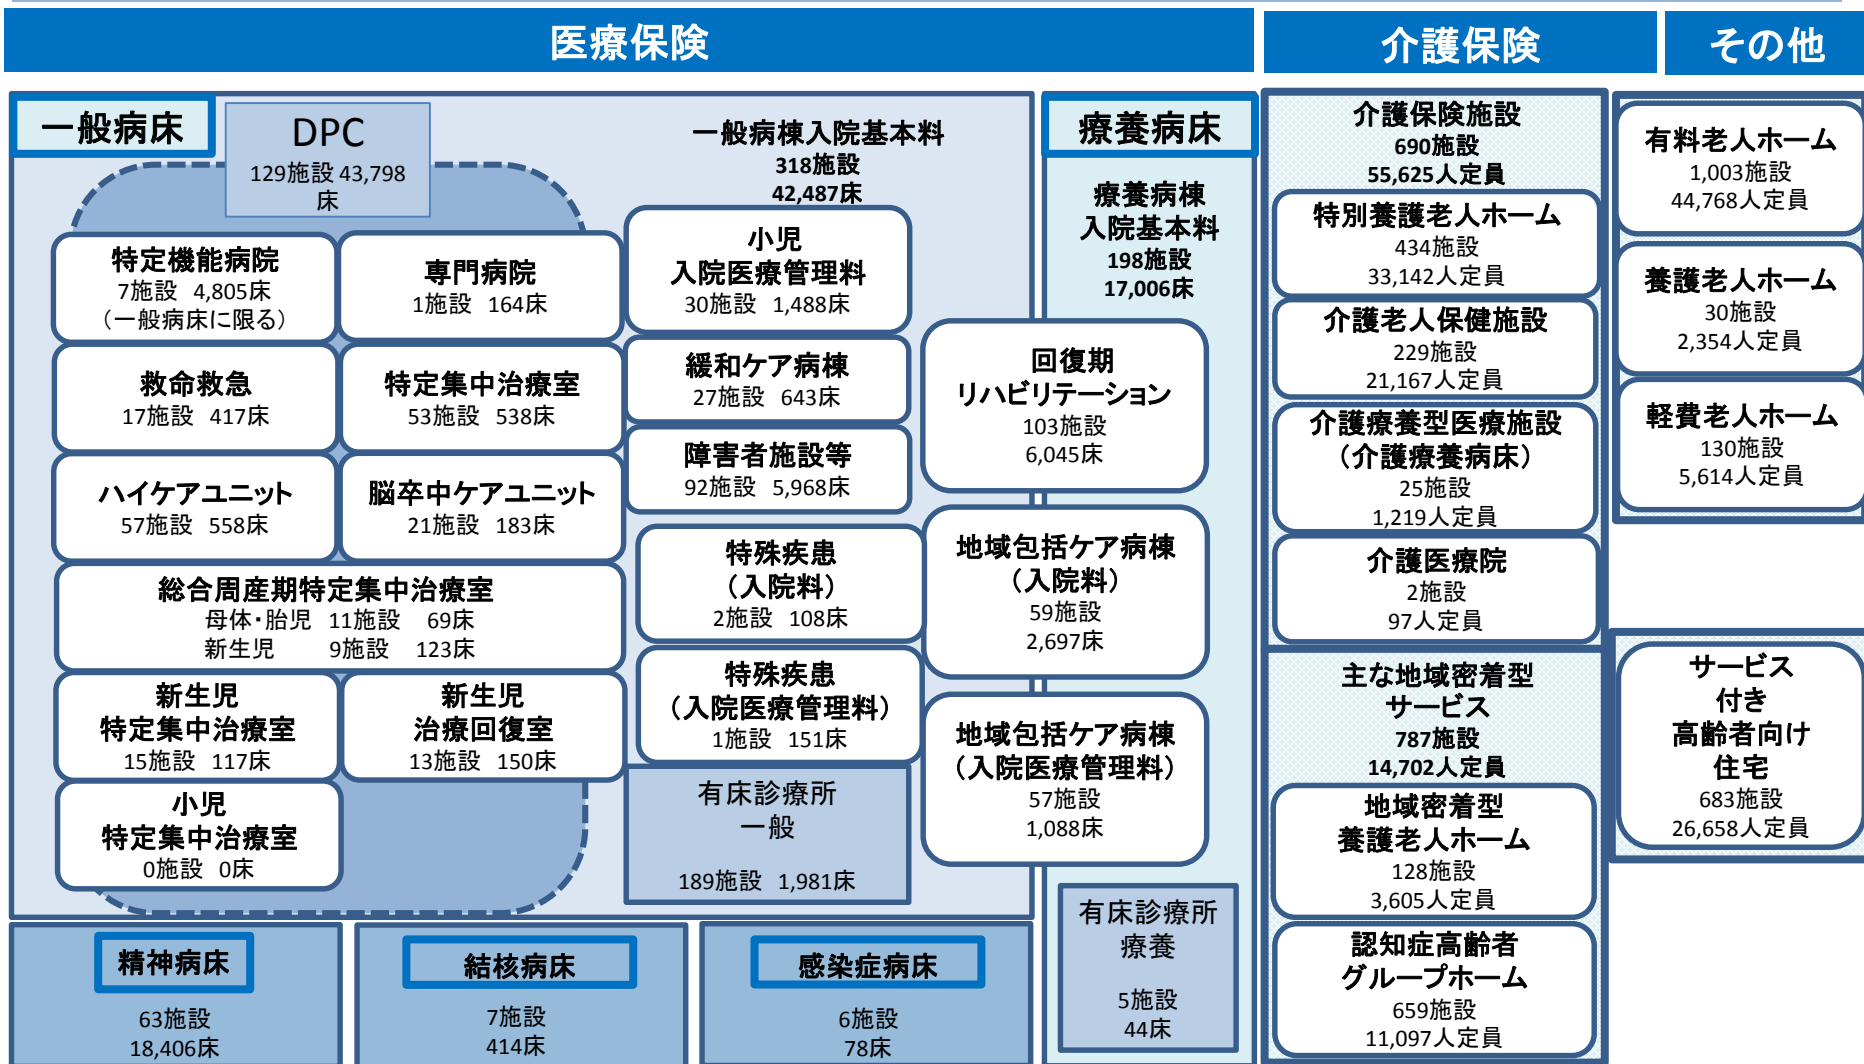 医療保険
介護保険
その他
一般病床
DPC
129施設 43,798
床
一般病棟入院基本料
318施設
42,487床
特定機能病院
7施設 4,805床
（一般病床に限る）
専門病院
1施設 164床
救命救急
17施設 417床
特定集中治療室
53施設 538床
ハイケアユニット
57施設 558床
脳卒中ケアユニット
21施設 183床
総合周産期特定集中治療室
母体・胎児 11施設 69床
新生児 9施設 123床
新生児
特定集中治療室
15施設 117床
新生児
治療回復室
13施設 150床
小児
特定集中治療室
0施設 0床
小児
入院医療管理料
30施設 1,488床
緩和ケア病棟
27施設 643床
障害者施設等
92施設 5,968床
特殊疾患
（入院料）
2施設 108床
特殊疾患
（入院医療管理料）
1施設 151床
有床診療所
一般
189施設 1,981床
療養病床
療養病棟
入院基本料
198施設
17,006床
回復期
リハビリテーション
103施設
6,045床
地域包括ケア病棟
（入院料）
59施設
2,697床
地域包括ケア病棟
（入院医療管理料）
57施設
1,088床
有床診療所
療養
5施設
44床
精神病床
63施設
18,406床
結核病床
7施設
414床
感染症病床
6施設
78床
介護保険施設
690施設
55,625人定員
特別養護老人ホーム
434施設
33,142人定員
介護老人保健施設
229施設
21,167人定員
介護療養型医療施設
（介護療養病床）
25施設
1,219人定員
介護医療院
2施設
97人定員
主な地域密着型
サービス
787施設
14,702人定員
地域密着型
養護老人ホーム
128施設
3,605人定員
認知症高齢者
グループホーム
659施設
11,097人定員
有料老人ホーム
1,003施設
44,768人定員
養護老人ホーム
30施設
2,354人定員
軽費老人ホーム
130施設
5,614人定員
サービス
付き
高齢者向け
住宅
683施設
26,658人定員